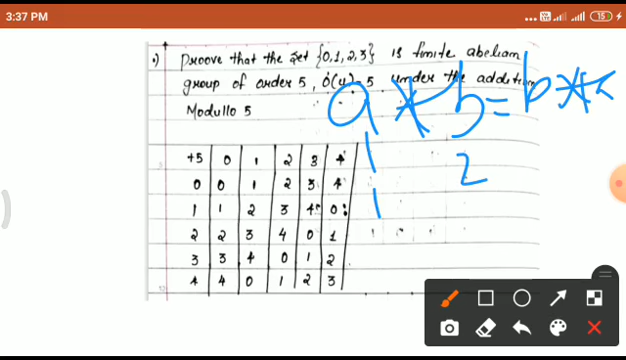 3:37 PM
15
•) Proove that the set {0,1,2,3} is finite abeliam
group of order 5, o(4)=5 under the addition
Modullo 5
a * b = b *
1 2
1
+5 0 1 2 3 4
0 0 1 2 3 4
1 1 2 3 4 0
2 2 3 4 0 1
3 3 4 0 1 2
4 4 0 1 2 3